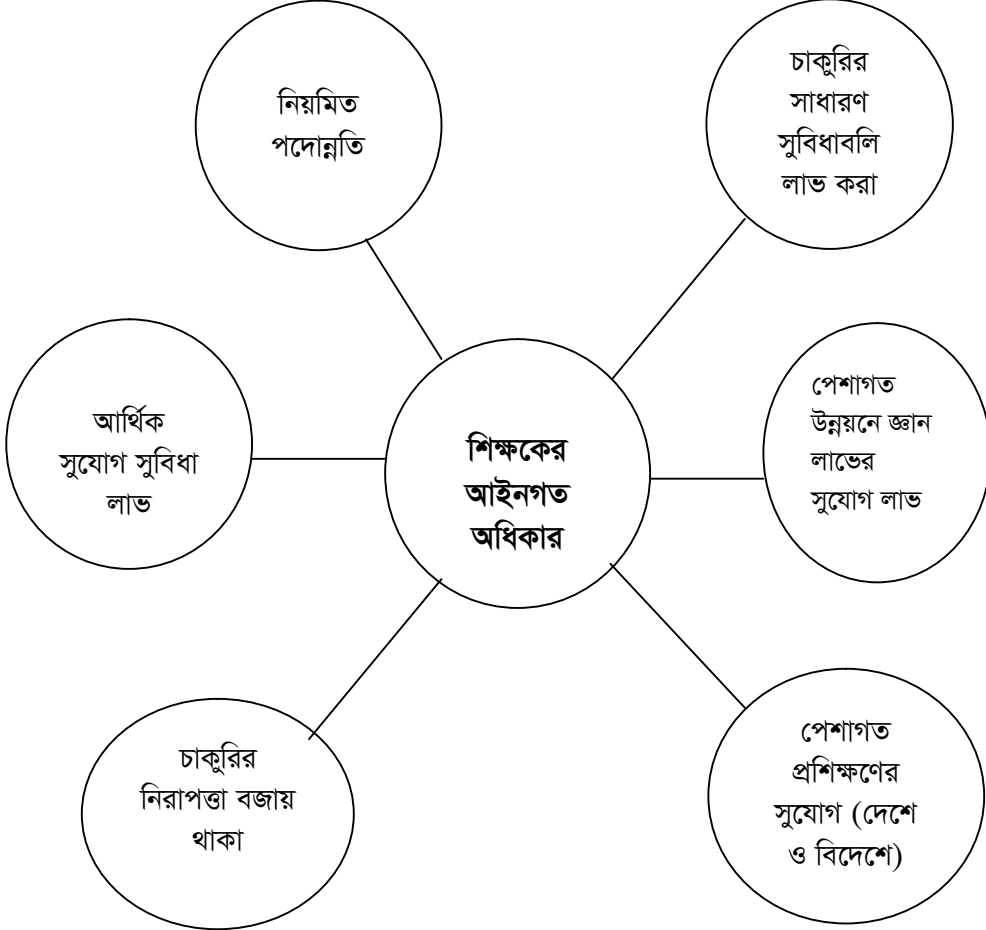 নিয়মিত
পদোন্নতি
চাকুরির
সাধারণ
সুবিধাবলি
লাভ করা
আর্থিক
সুযোগ সুবিধা
লাভ
শিক্ষকের
আইনগত
অধিকার
পেশাগত
উন্নয়নে জ্ঞান
লাভের
সুযোগ লাভ
চাকুরির
নিরাপত্তা বজায়
থাকা
পেশাগত
প্রশিক্ষণের
সুযোগ (দেশে
ও বিদেশে)